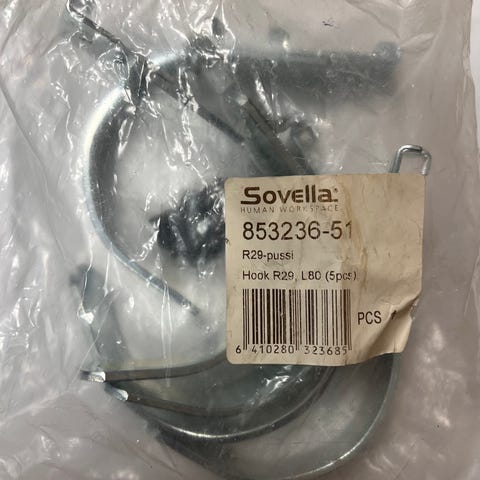 Sovella®
HUMAN WORKSPACE
853236-51
R29-pussi
Hook R29, L80 (5pcs)
PCS
6 410280 323685